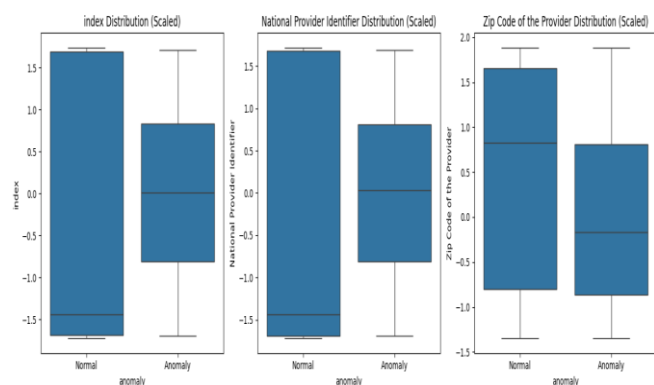 index Distribution (Scaled)
index
1.5
1.0
0.5
0.0
−0.5
−1.0
−1.5
Normal
Anomaly
anomaly
National Provider Identifier Distribution (Scaled)
National Provider Identifier
1.5
1.0
0.5
0.0
−0.5
−1.0
−1.5
Normal
Anomaly
anomaly
Zip Code of the Provider Distribution (Scaled)
Zip Code of the Provider
2.0
1.5
1.0
0.5
0.0
−0.5
−1.0
−1.5
Normal
Anomaly
anomaly